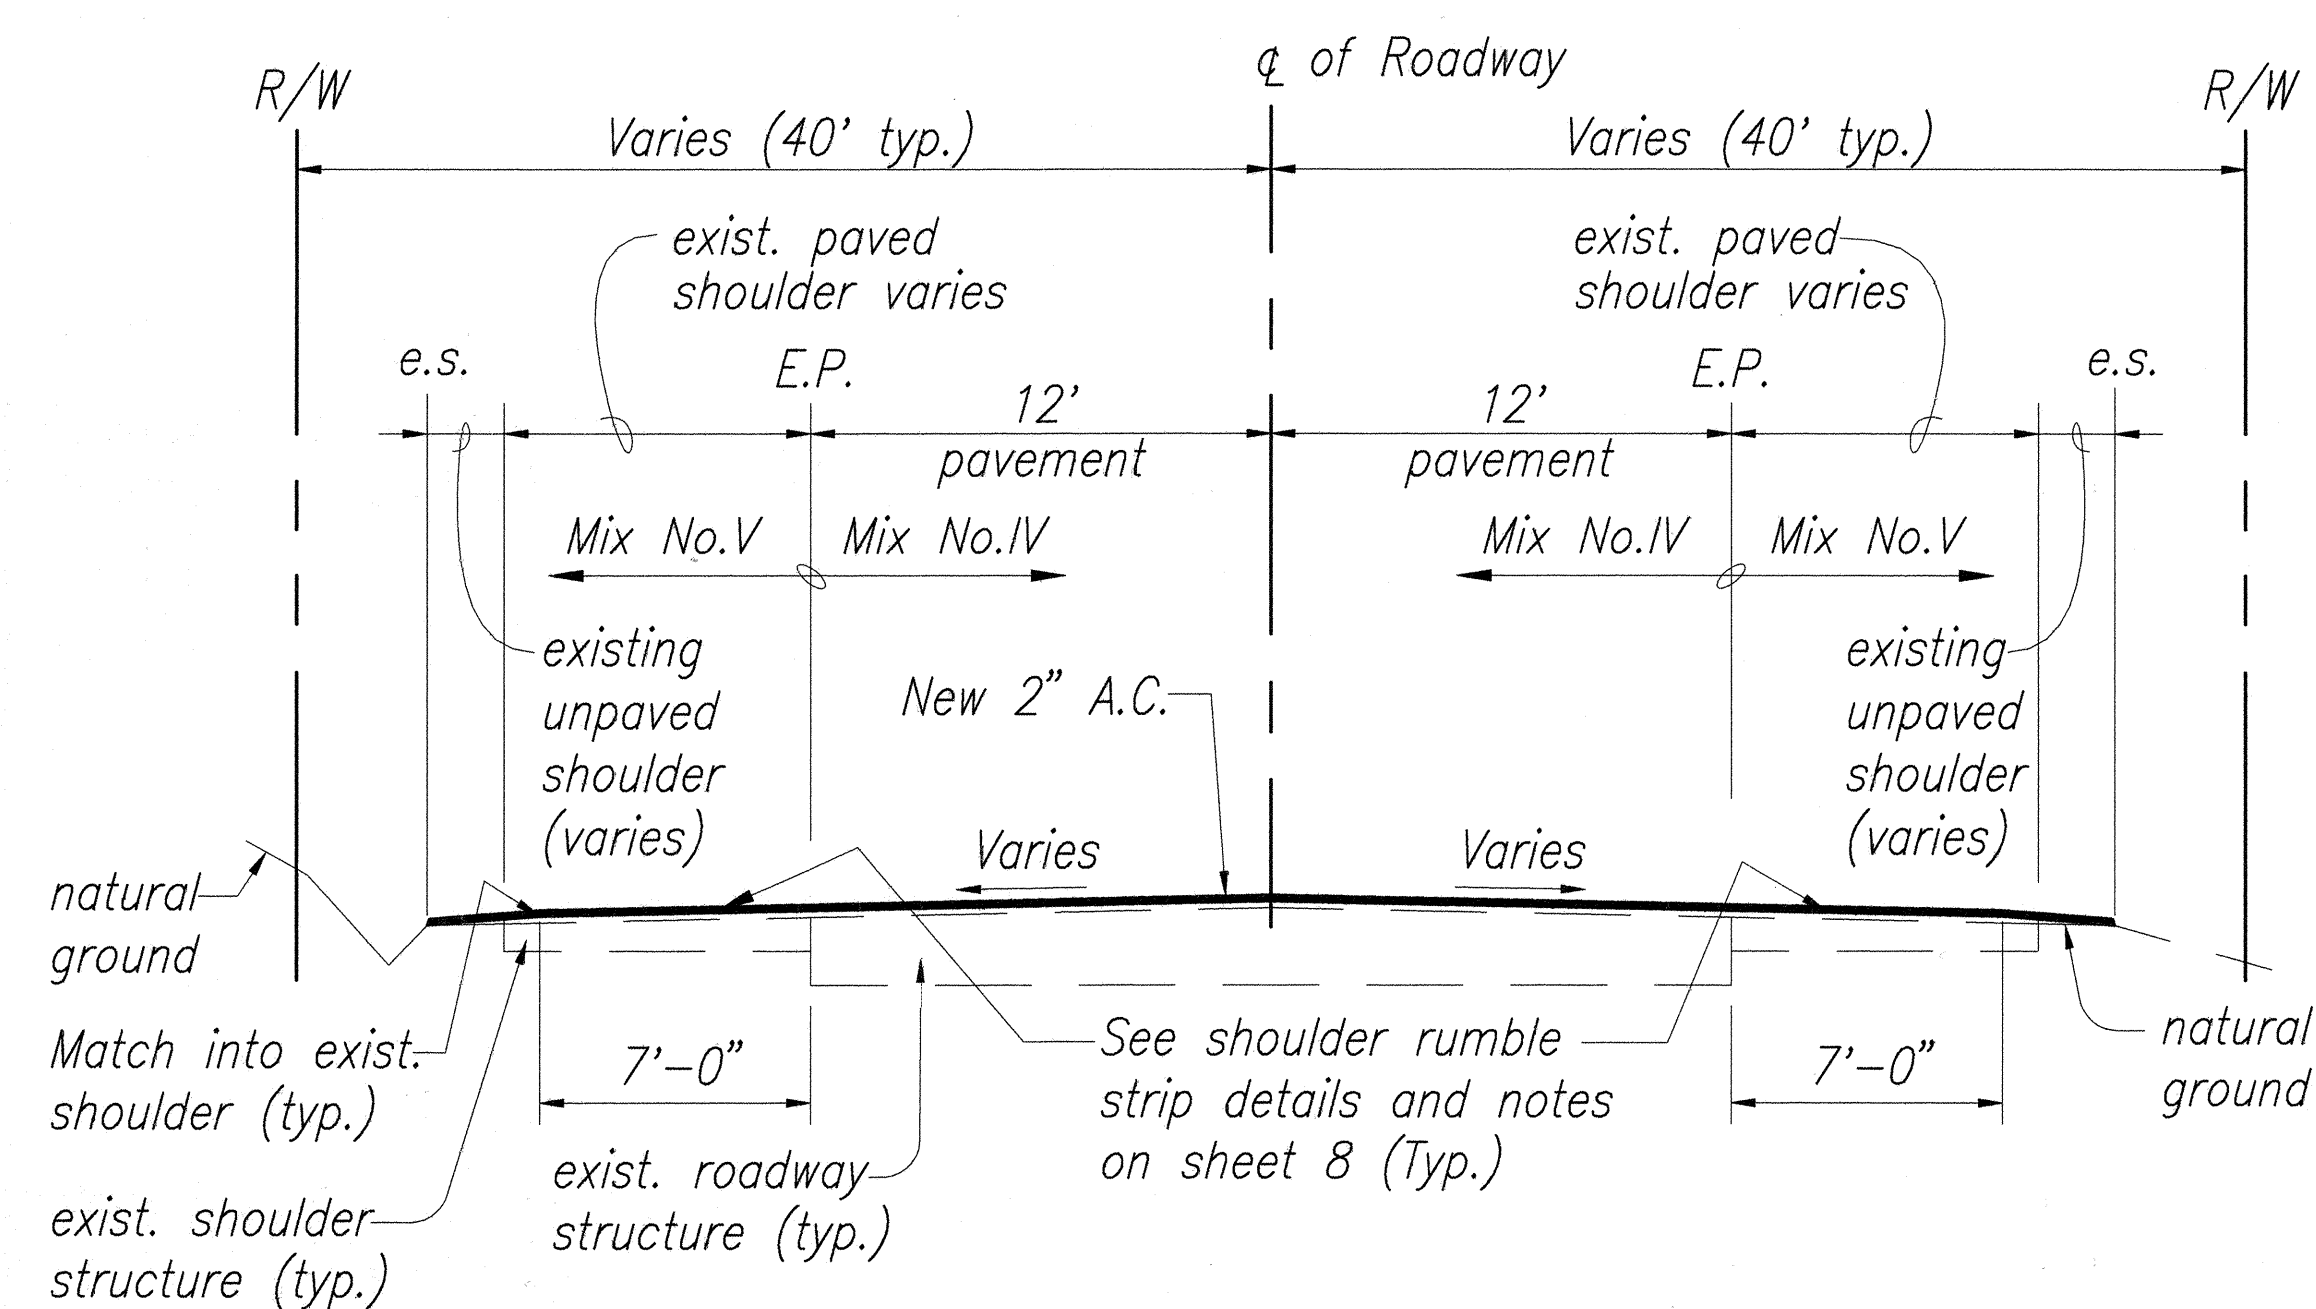 ℄ of Roadway
R/W
R/W
Varies (40' typ.)
Varies (40' typ.)
exist. paved
shoulder varies
exist. paved
shoulder varies
e.s.
E.P.
12'
pavement
12'
pavement
E.P.
e.s.
Mix No.V
Mix No.IV
Mix No.IV
Mix No.V
existing
unpaved
shoulder
(varies)
New 2" A.C.
existing
unpaved
shoulder
(varies)
Varies
Varies
natural
ground
Match into exist.
shoulder (typ.)
7'-0"
See shoulder rumble
strip details and notes
on sheet 8 (Typ.)
7'-0"
natural
ground
exist. roadway
structure (typ.)
exist. shoulder
structure (typ.)